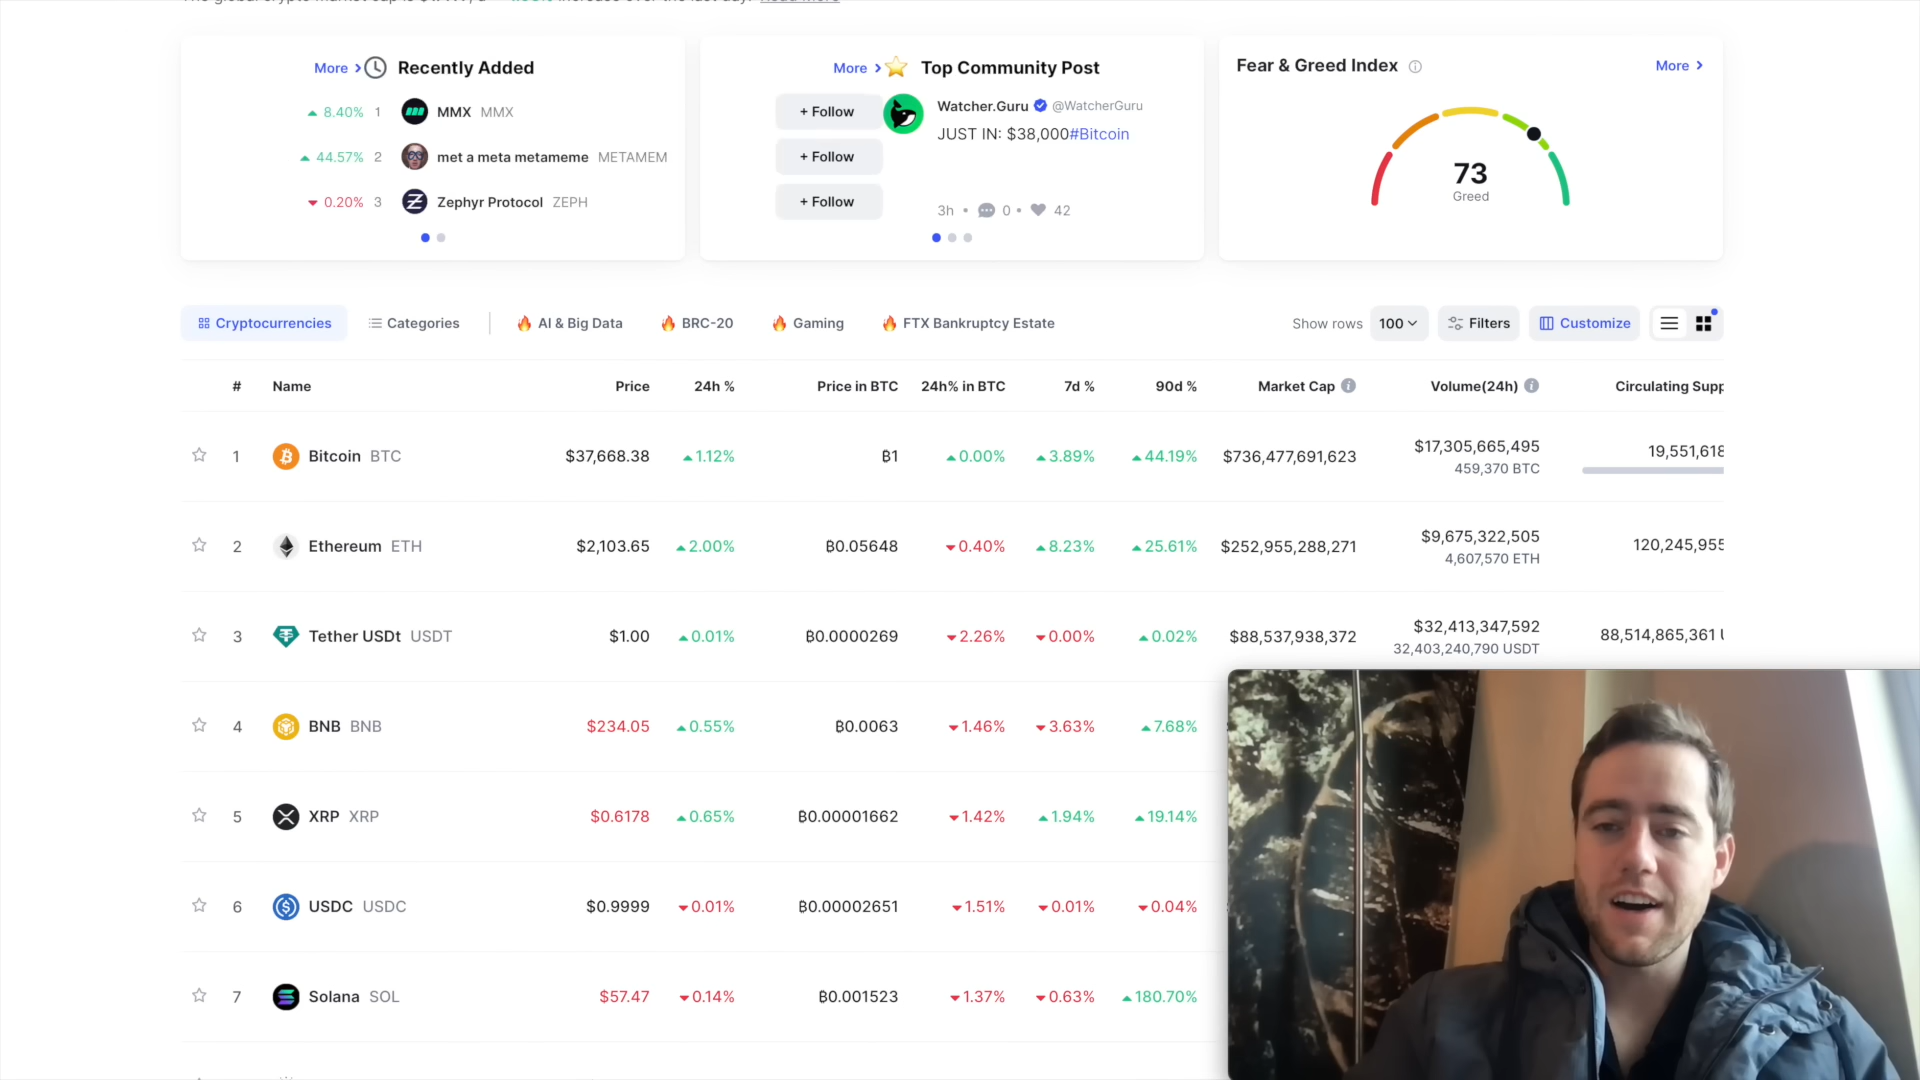 More > Recently Added
8.40% 1 MMX MMX
44.57% 2 met a meta metameme METAMEM
0.20% 3 Zephyr Protocol ZEPH
More > Top Community Post
+ Follow
+ Follow
+ Follow
Watcher.Guru @WatcherGuru
JUST IN: $38,000#Bitcoin
3h • 0 • 42
Fear & Greed Index
More >
73
Greed
Cryptocurrencies
Categories
AI & Big Data
BRC-20
Gaming
FTX Bankruptcy Estate
Show rows 100
Filters
Customize
# Name Price 24h % Price in BTC 24h% in BTC 7d % 90d % Market Cap Volume(24h) Circulating Supp
1 Bitcoin BTC $37,668.38 1.12% ₿1 0.00% 3.89% 44.19% $736,477,691,623 $17,305,665,495 19,551,618
459,370 BTC
2 Ethereum ETH $2,103.65 2.00% ₿0.05648 0.40% 8.23% 25.61% $252,955,288,271 $9,675,322,505 120,245,955
4,607,570 ETH
3 Tether USDt USDT $1.00 0.01% ₿0.0000269 2.26% 0.00% 0.02% $88,537,938,372 $32,413,347,592 88,514,865,361
32,403,240,790 USDT
4 BNB BNB $234.05 0.55% ₿0.0063 1.46% 3.63% 7.68%
5 XRP XRP $0.6178 0.65% ₿0.00001662 1.42% 1.94% 19.14%
6 USDC USDC $0.9999 0.01% ₿0.00002651 1.51% 0.01% 0.04%
7 Solana SOL $57.47 0.14% ₿0.001523 1.37% 0.63% 180.70%